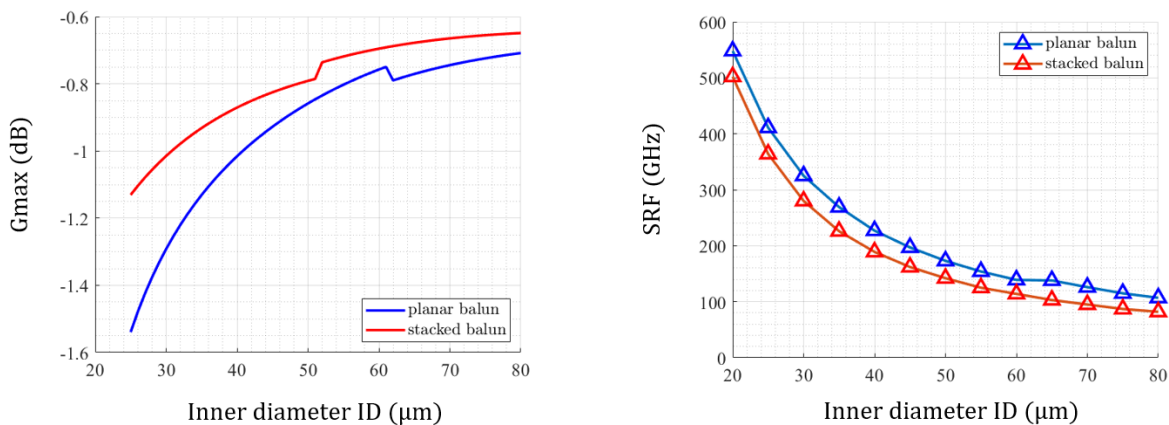 -0.6
-0.8
-1
-1.2
-1.4
-1.6
Gmax (dB)
planar balun
stacked balun
20 30 40 50 60 70 80
Inner diameter ID (μm)
600
500
400
300
200
100
0
SRF (GHz)
planar balun
stacked balun
20 30 40 50 60 70 80
Inner diameter ID (μm)